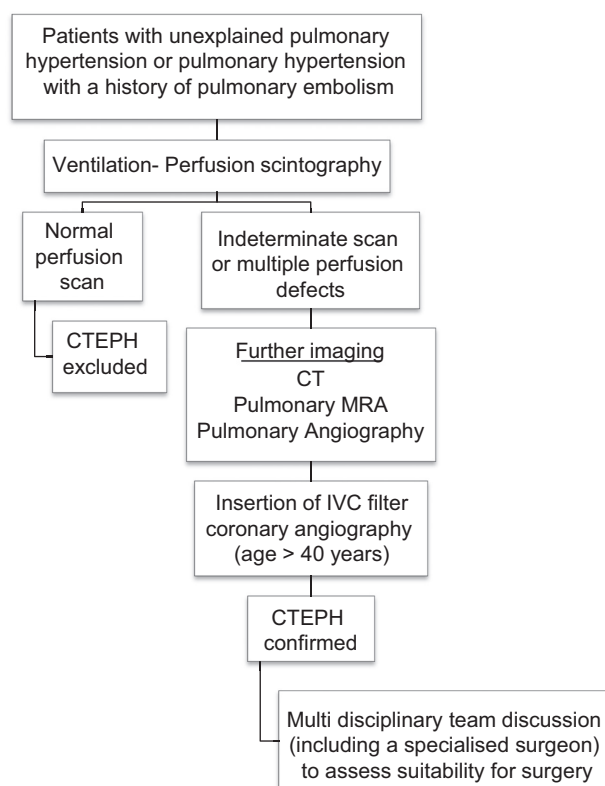 Patients with unexplained pulmonary
hypertension or pulmonary hypertension
with a history of pulmonary embolism
Ventilation- Perfusion scintography
Normal
perfusion
scan
Indeterminate scan
or multiple perfusion
defects
CTEPH
excluded
Further imaging
CT
Pulmonary MRA
Pulmonary Angiography
Insertion of IVC filter
coronary angiography
(age > 40 years)
CTEPH
confirmed
Multi disciplinary team discussion
(including a specialised surgeon)
to assess suitability for surgery